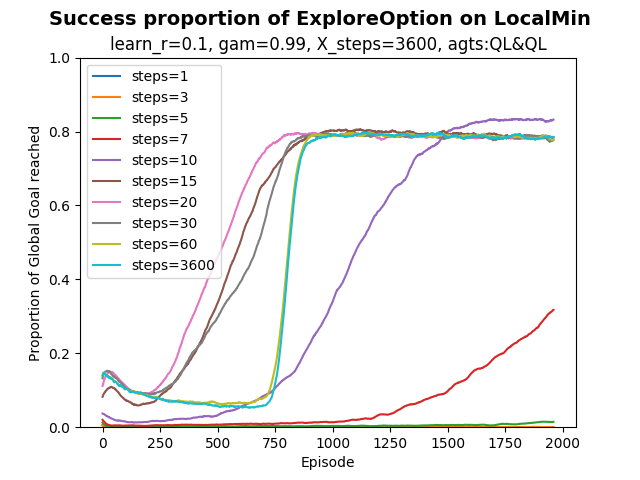 Success proportion of ExploreOption on LocalMin
learn_r=0.1, gam=0.99, X_steps=3600, agts:QL&QL
Proportion of Global Goal reached
1.0
0.8
0.6
0.4
0.2
0.0
steps=1
steps=3
steps=5
steps=7
steps=10
steps=15
steps=20
steps=30
steps=60
steps=3600
0 250 500 750 1000 1250 1500 1750 2000
Episode